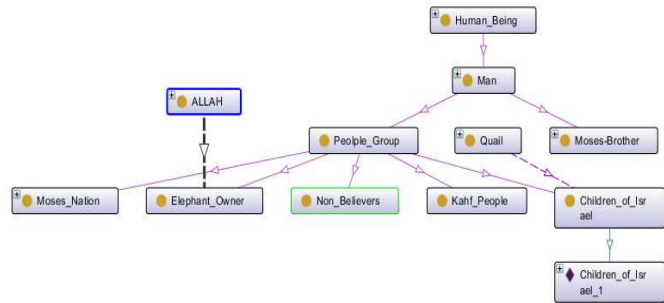 Human_Being
Man
ALLAH
Peolple_Group
Quail
Moses-Brother
Moses_Nation
Elephant_Owner
Non_Believers
Kahf_People
Children_of_Isr
ael
Children_of_Isr
ael_1